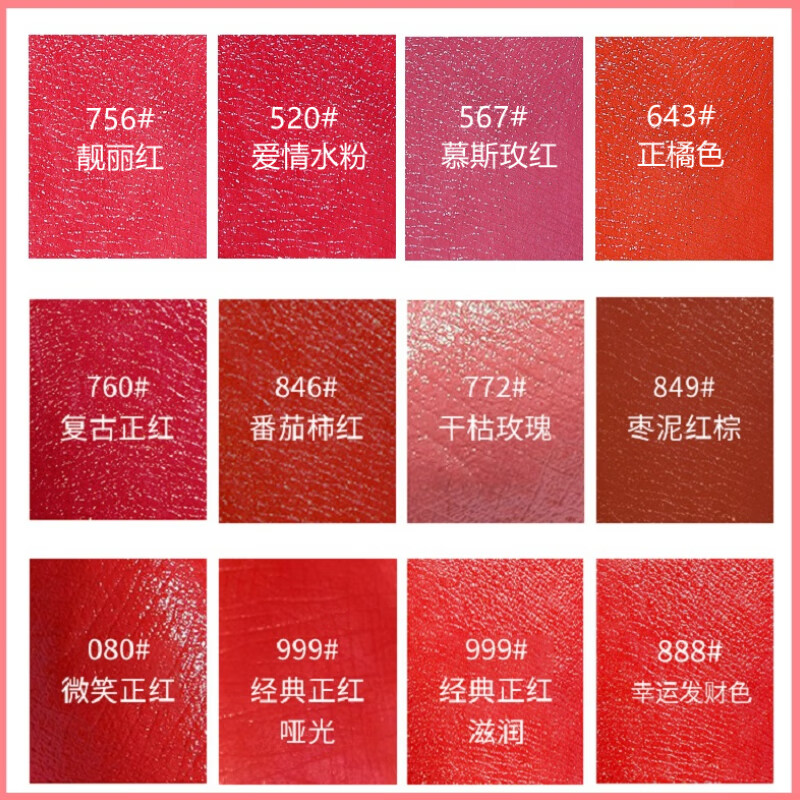 756#
靓丽红
520#
爱情水粉
567#
慕斯玫红
643#
正橘色
760#
复古正红
846#
番茄柿红
772#
干枯玫瑰
849#
枣泥红棕
080#
微笑正红
999#
经典正红
哑光
999#
经典正红
滋润
888#
幸运发财色